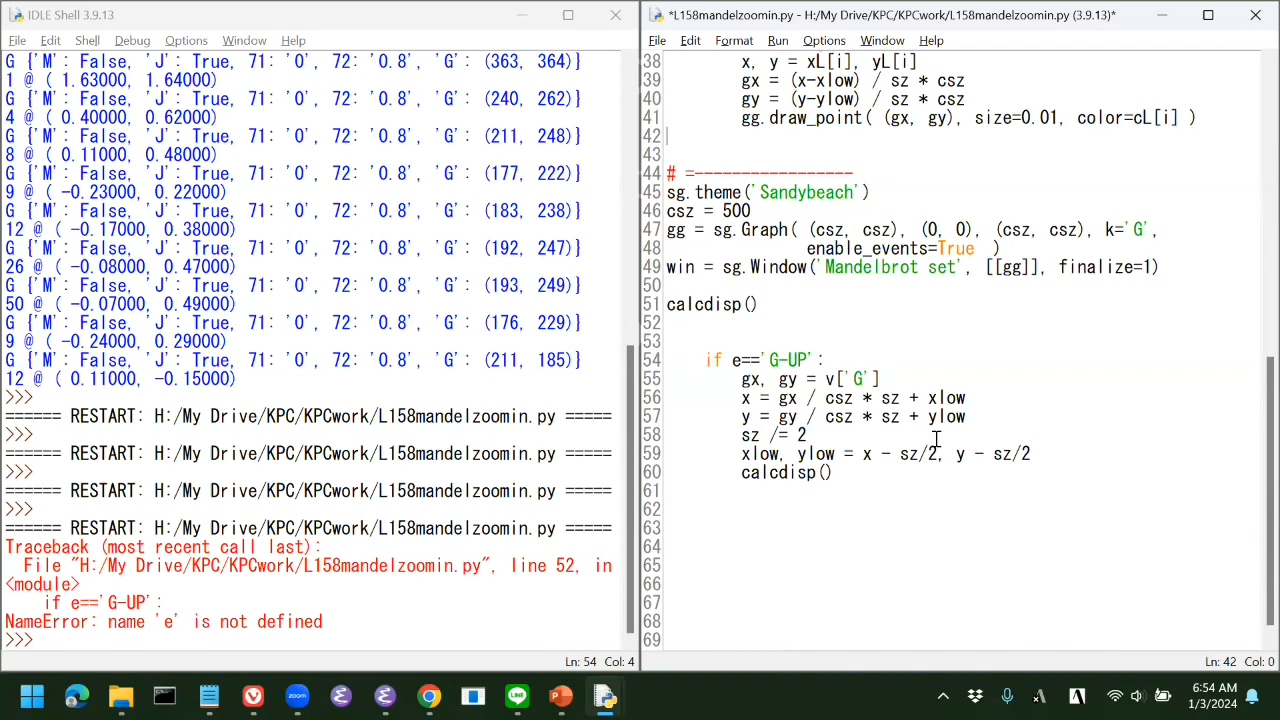 IDLE Shell 3.9.13
File Edit Shell Debug Options Window Help
G {'M': False, 'J': True, 71: '0', 72: '0.8', 'G': (363, 364)}
1 @ ( 1.63000, 1.64000)
G {'M': False, 'J': True, 71: '0', 72: '0.8', 'G': (240, 262)}
4 @ ( 0.40000, 0.62000)
G {'M': False, 'J': True, 71: '0', 72: '0.8', 'G': (211, 248)}
8 @ ( 0.11000, 0.48000)
G {'M': False, 'J': True, 71: '0', 72: '0.8', 'G': (177, 222)}
9 @ ( -0.23000, 0.22000)
G {'M': False, 'J': True, 71: '0', 72: '0.8', 'G': (183, 238)}
12 @ ( -0.17000, 0.38000)
G {'M': False, 'J': True, 71: '0', 72: '0.8', 'G': (192, 247)}
26 @ ( -0.08000, 0.47000)
G {'M': False, 'J': True, 71: '0', 72: '0.8', 'G': (193, 249)}
50 @ ( -0.07000, 0.49000)
G {'M': False, 'J': True, 71: '0', 72: '0.8', 'G': (176, 229)}
9 @ ( -0.24000, 0.29000)
G {'M': False, 'J': True, 71: '0', 72: '0.8', 'G': (211, 185)}
12 @ ( 0.11000, -0.15000)
>>>
====== RESTART: H:/My Drive/KPC/KPCwork/L158mandelzoomin.py =====
>>>
====== RESTART: H:/My Drive/KPC/KPCwork/L158mandelzoomin.py =====
>>>
====== RESTART: H:/My Drive/KPC/KPCwork/L158mandelzoomin.py =====
>>>
====== RESTART: H:/My Drive/KPC/KPCwork/L158mandelzoomin.py =====
Traceback (most recent call last):
File "H:/My Drive/KPC/KPCwork/L158mandelzoomin.py", line 52, in
<module>
if e=='G-UP':
NameError: name 'e' is not defined
>>>
Ln: 54 Col: 4
*L158mandelzoomin.py - H:/My Drive/KPC/KPCwork/L158mandelzoomin.py (3.9.13)*
File Edit Format Run Options Window Help
38 x, y = xL[i], yL[i]
39 gx = (x-xlow) / sz * csz
40 gy = (y-ylow) / sz * csz
41 gg.draw_point( (gx, gy), size=0.01, color=cL[i] )
42
43
44 # =-----------------
45 sg.theme('Sandybeach')
46 csz = 500
47 gg = sg.Graph( (csz, csz), (0, 0), (csz, csz), k='G',
48 enable_events=True )
49 win = sg.Window('Mandelbrot set', [[gg]], finalize=1)
50
51 calcdisp()
52
53
54 if e=='G-UP':
55 gx, gy = v['G']
56 x = gx / csz * sz + xlow
57 y = gy / csz * sz + ylow
58 sz /= 2
59 xlow, ylow = x - sz/2, y - sz/2
60 calcdisp()
61
62
63
64
65
66
67
68
69
Ln: 42 Col: 0
zoom
LINE
A
A
6:54 AM
1/3/2024